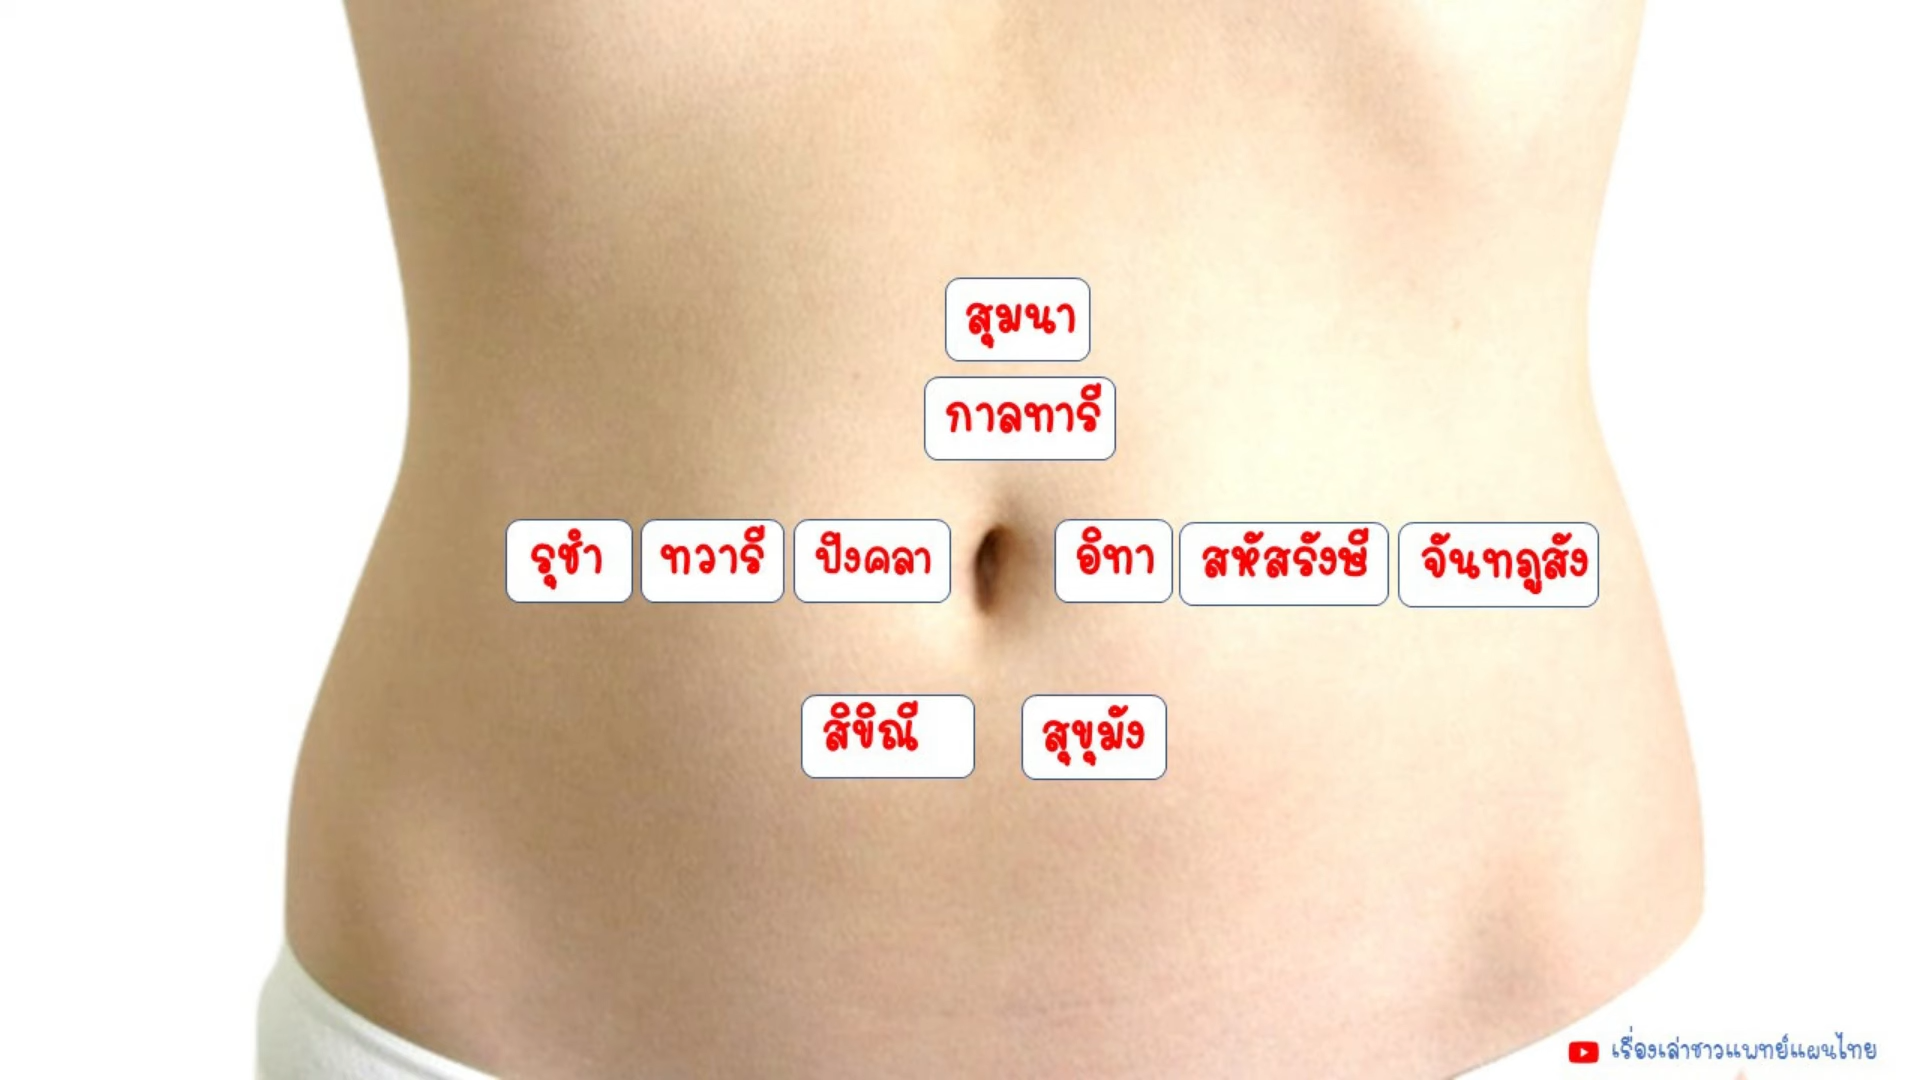 สุมนา
กาลทารี
รุชำ ทวารี ปิงคลา อิทา สหัสรังษี จันทภูสัง
สิขิณี สุขุมัง
เรื่องเล่าชาวแพทย์แผนไทย